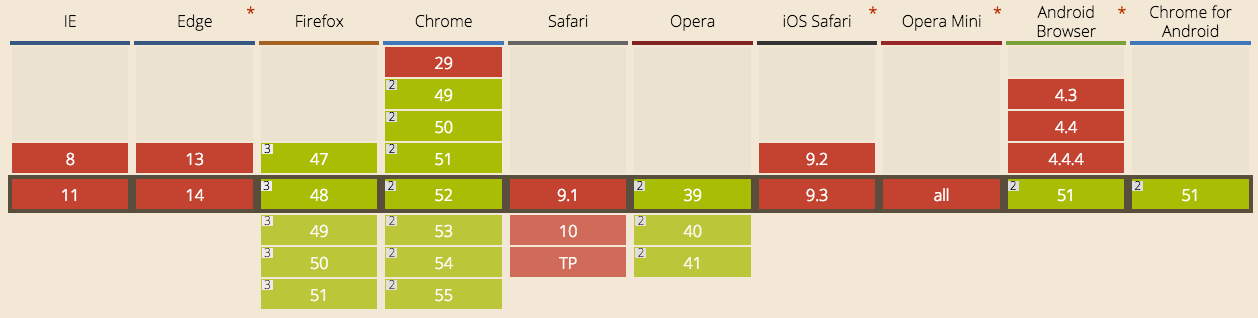 IE Edge * Firefox Chrome Safari Opera iOS Safari * Opera Mini * Android Browser * Chrome for Android
29
2 49 4.3
2 50 4.4
8 13 3 47 2 51 9.2 4.4.4
11 14 3 48 2 52 9.1 2 39 9.3 all 2 51 2 51
3 49 2 53 10 2 40
3 50 2 54 TP 2 41
3 51 2 55